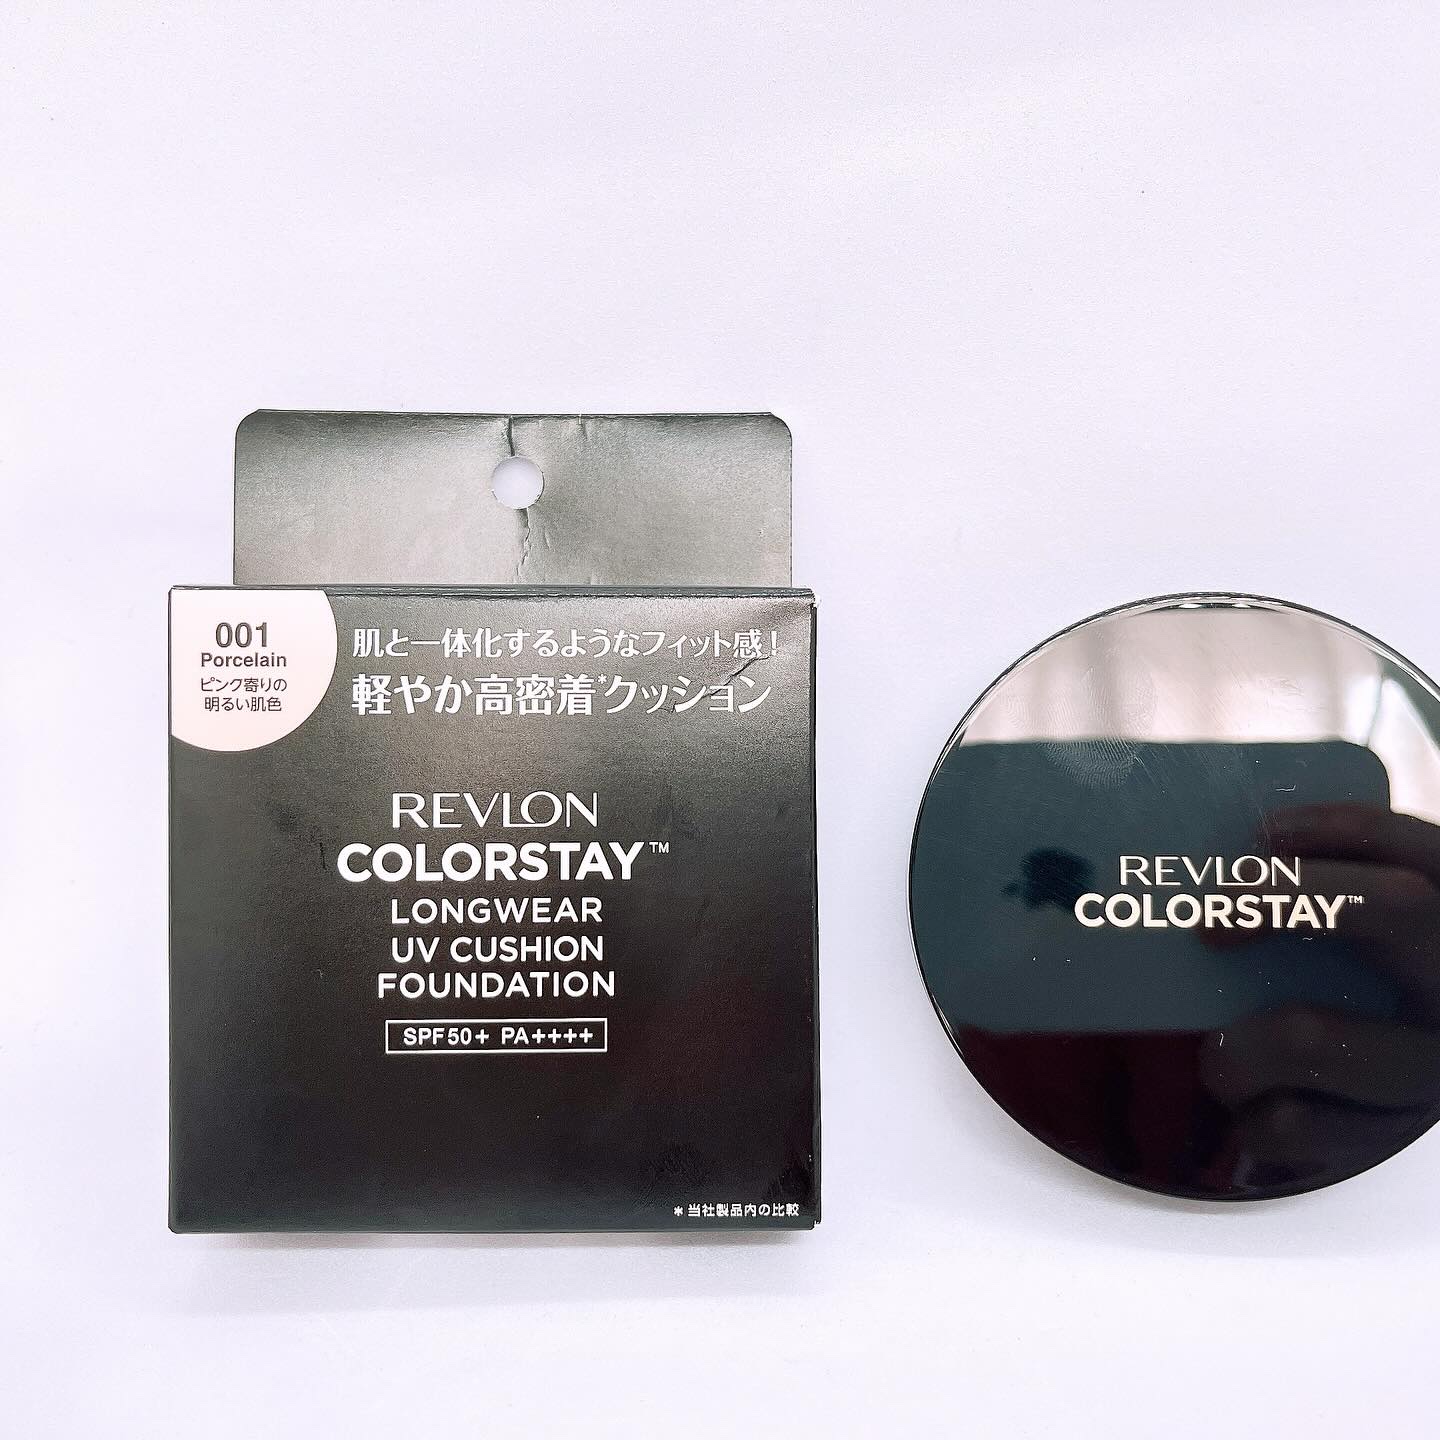 001
Porcelain
ピンク寄りの
明るい肌色
肌と一体化するようなフィット感!
軽やか高密着*クッション
REVLON
COLORSTAY™
LONGWEAR
UV CUSHION
FOUNDATION
SPF50+ PA++++
*当社製品内の比較
REVLON
COLORSTAY™